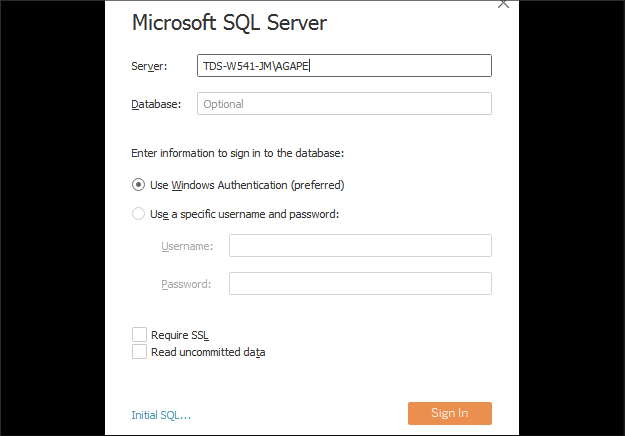 Microsoft SQL Server
Server: TDS-W541-JM\AGAPE
Database: Optional
Enter information to sign in to the database:
Use Windows Authentication (preferred)
Use a specific username and password:
Username:
Password:
Require SSL
Read uncommitted data
Initial SQL... Sign In